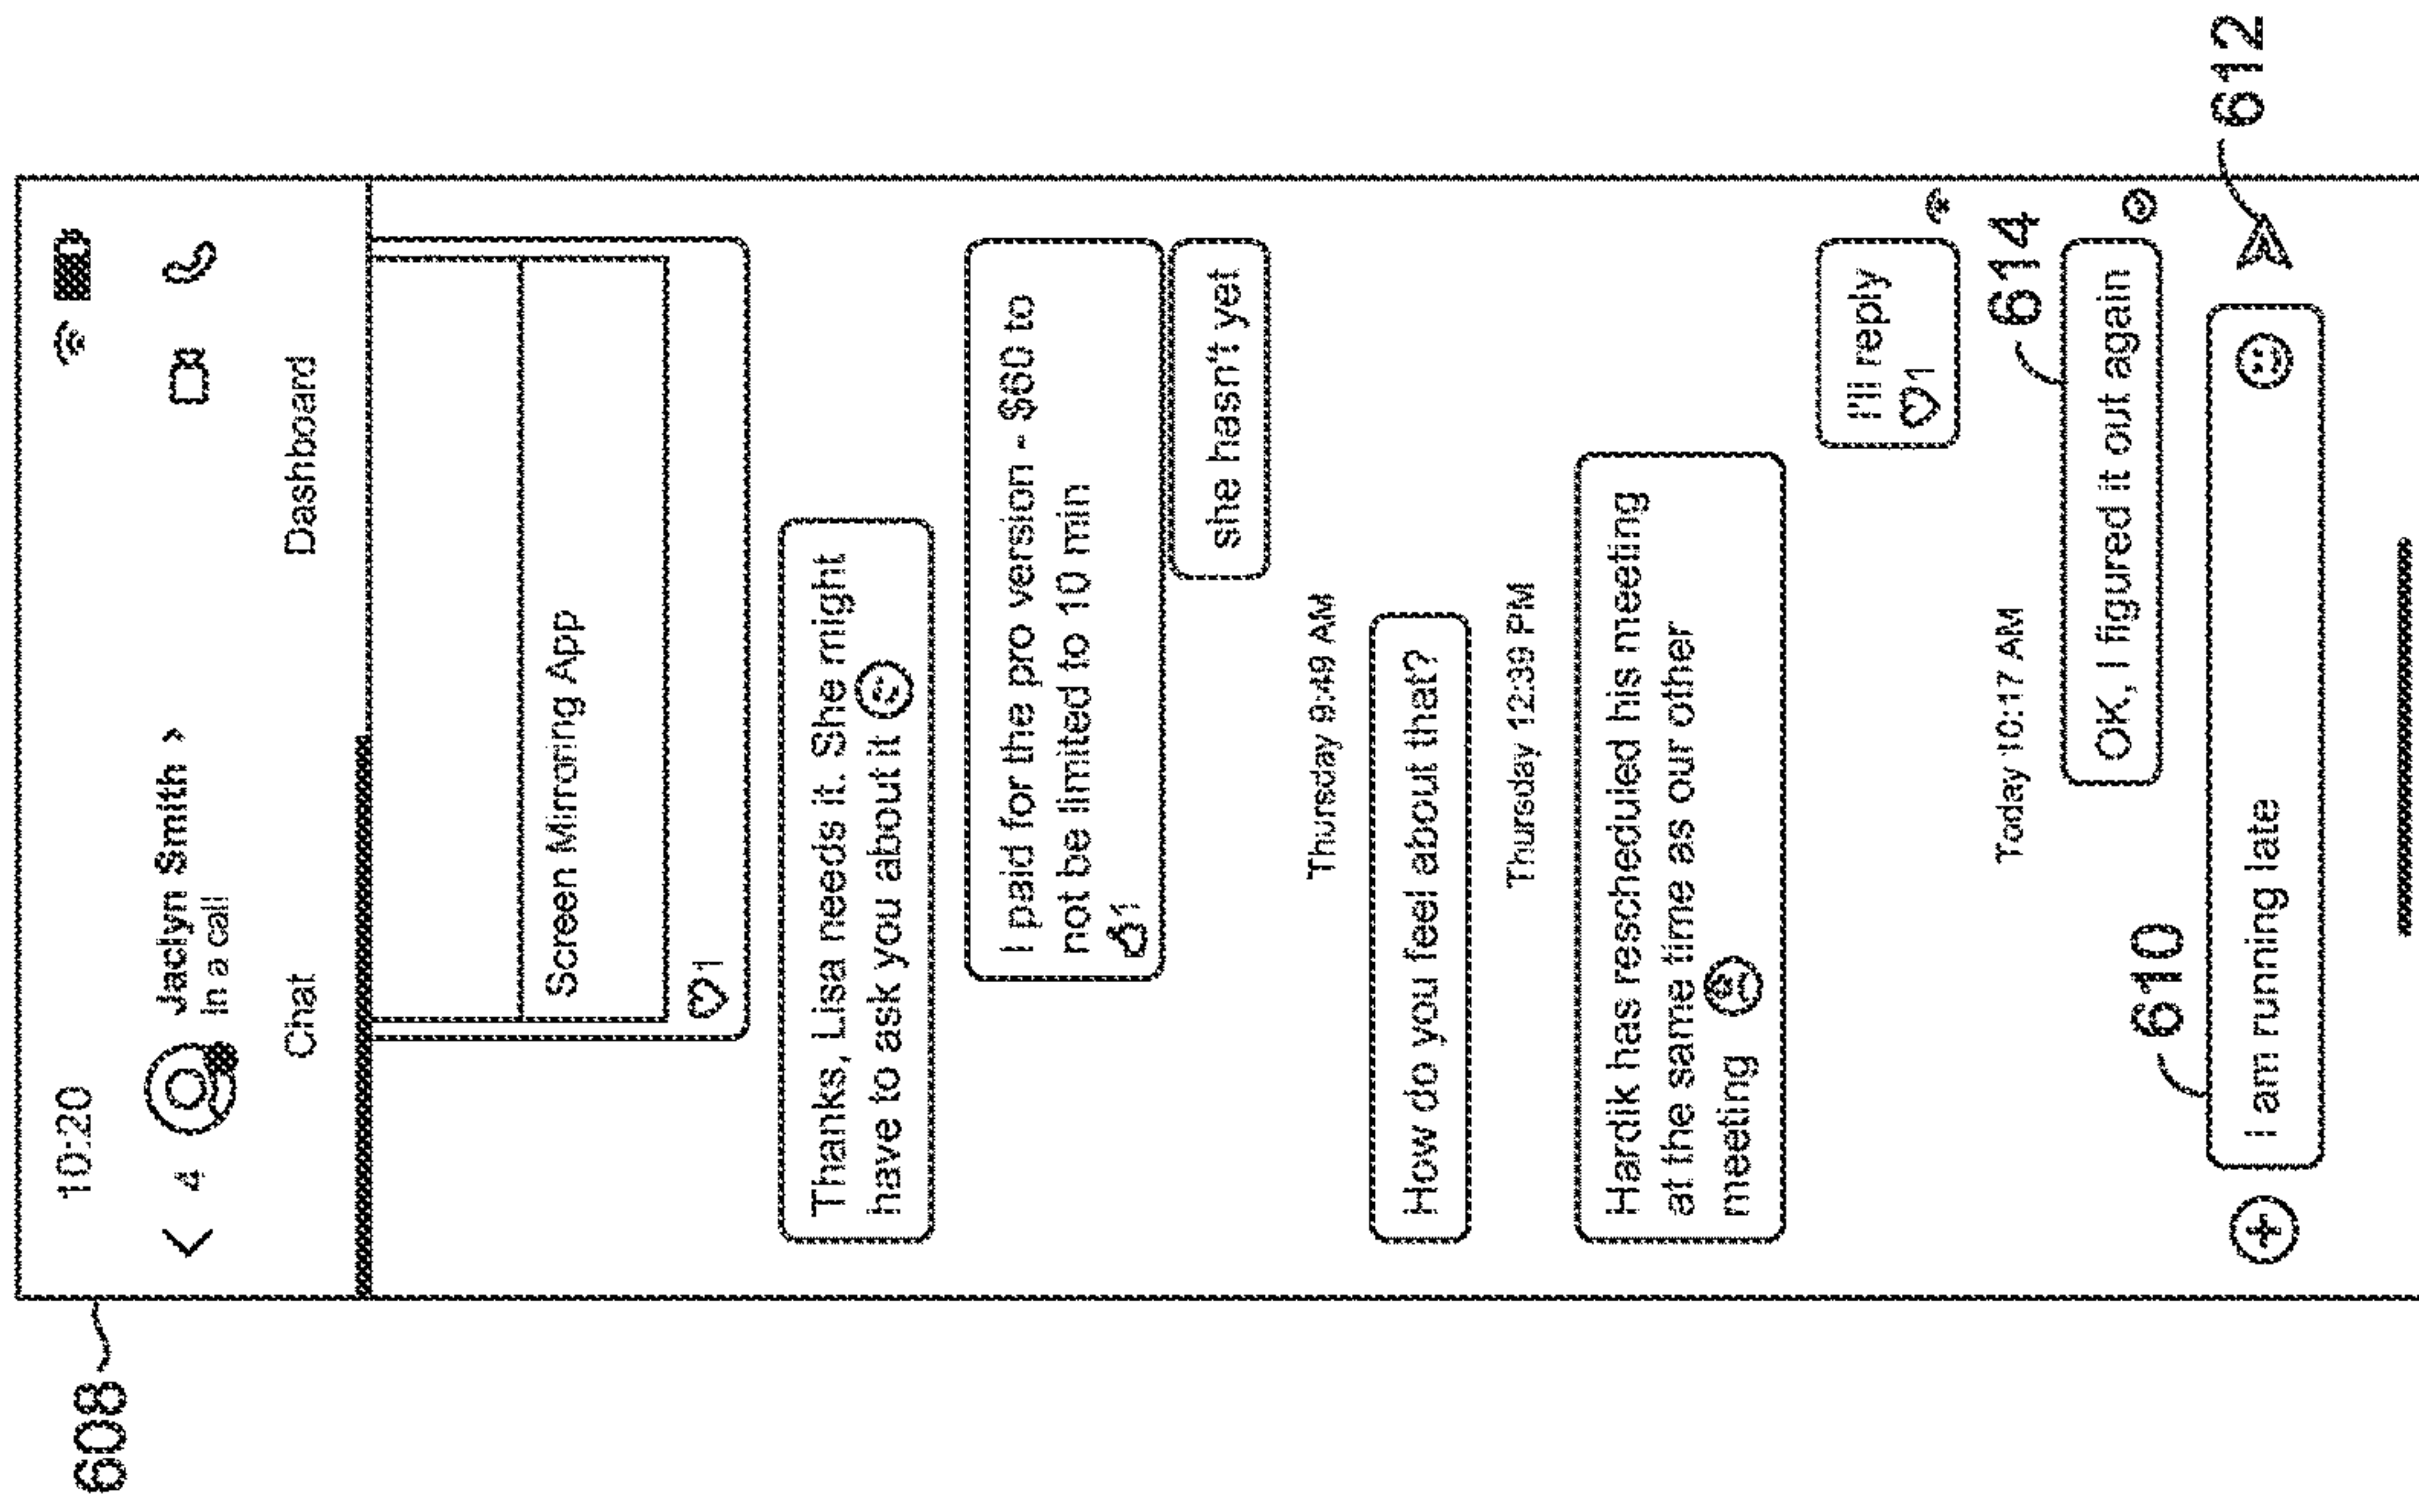 608
10:20
4
Jaclyn Smith >
In a call
Chat
Dashboard
Screen Mirroring App
1
Thanks, Lisa needs it. She might
have to ask you about it
I paid for the pro version - $60 to
not be limited to 10 min
1
she hasn't yet
Thursday 9:49 AM
How do you feel about that?
Thursday 12:39 PM
Hardik has rescheduled his meeting
at the same time as our other
meeting
I'll reply
1
Today 10:17 AM
614
OK, I figured it out again
610
I am running late
612